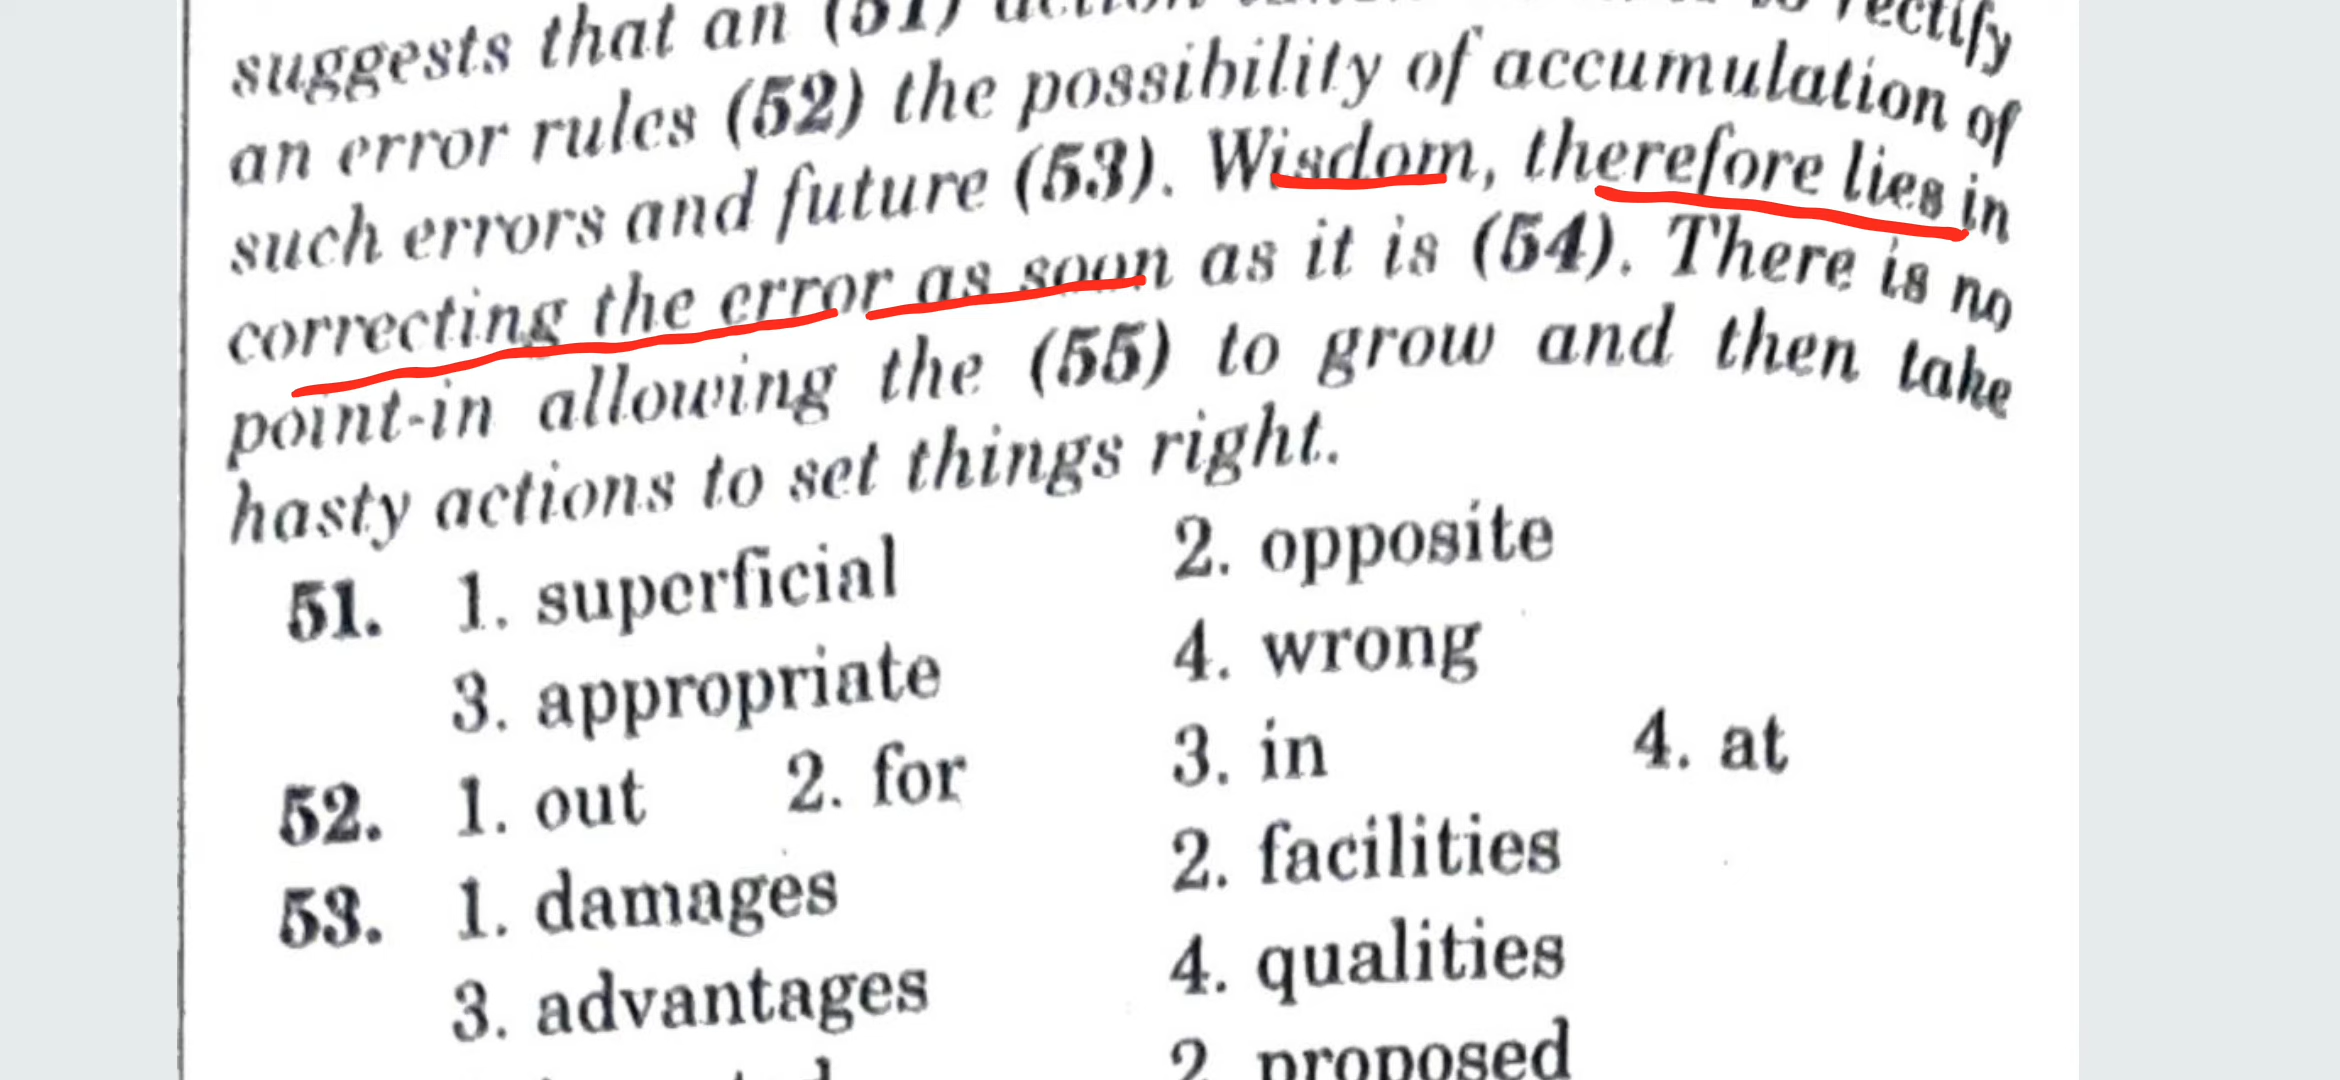 suggests that an (51) action rectify
an error rules (52) the possibility of accumulation of
such errors and future (53). Wisdom, therefore lies in
correcting the error as soon as it is (54). There is no
point-in allowing the (55) to grow and then take
hasty actions to set things right.
51. 1. superficial 2. opposite
3. appropriate 4. wrong
52. 1. out 2. for 3. in 4. at
53. 1. damages 2. facilities
3. advantages 4. qualities
2. proposed